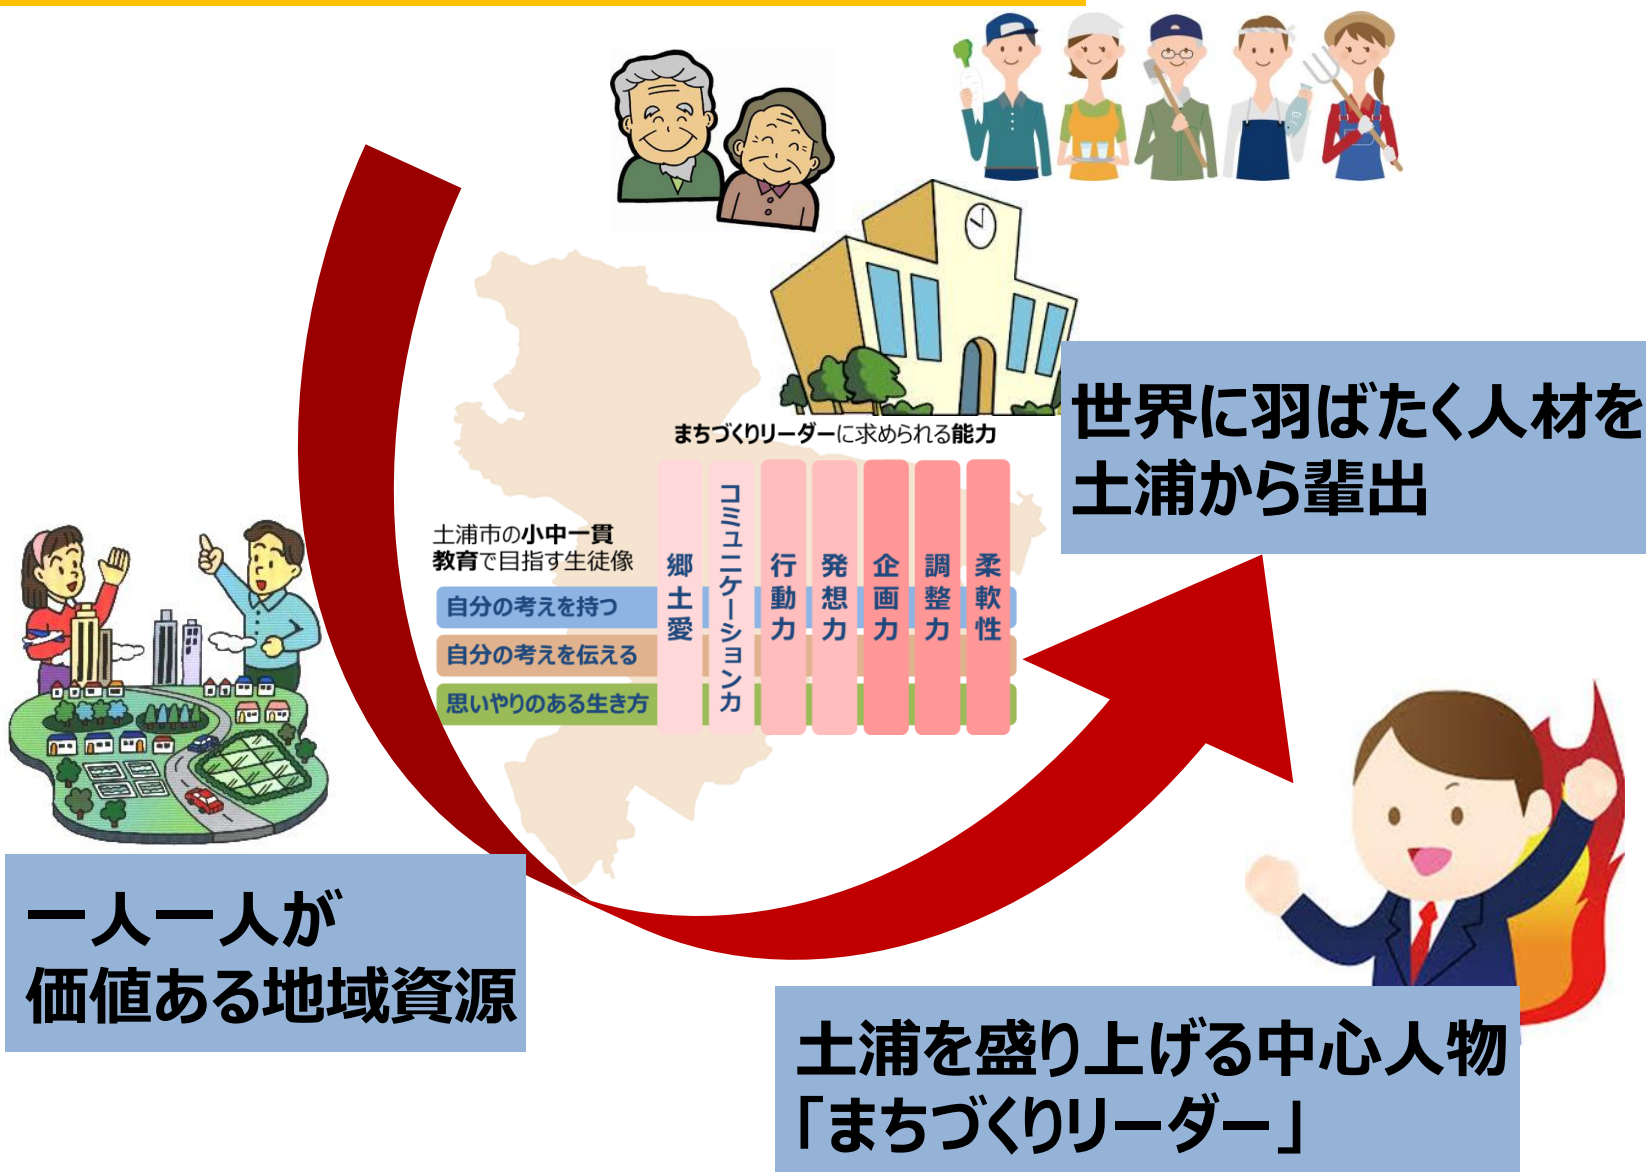 まちづくりリーダーに求められる能力
世界に羽ばたく人材を
土浦から輩出
土浦市の小中一貫
教育で目指す生徒像
郷土愛
コミュニケーション力
行動力
発想力
企画力
調整力
柔軟性
自分の考えを持つ
自分の考えを伝える
思いやりのある生き方
一人一人が
価値ある地域資源
土浦を盛り上げる中心人物
「まちづくりリーダー」